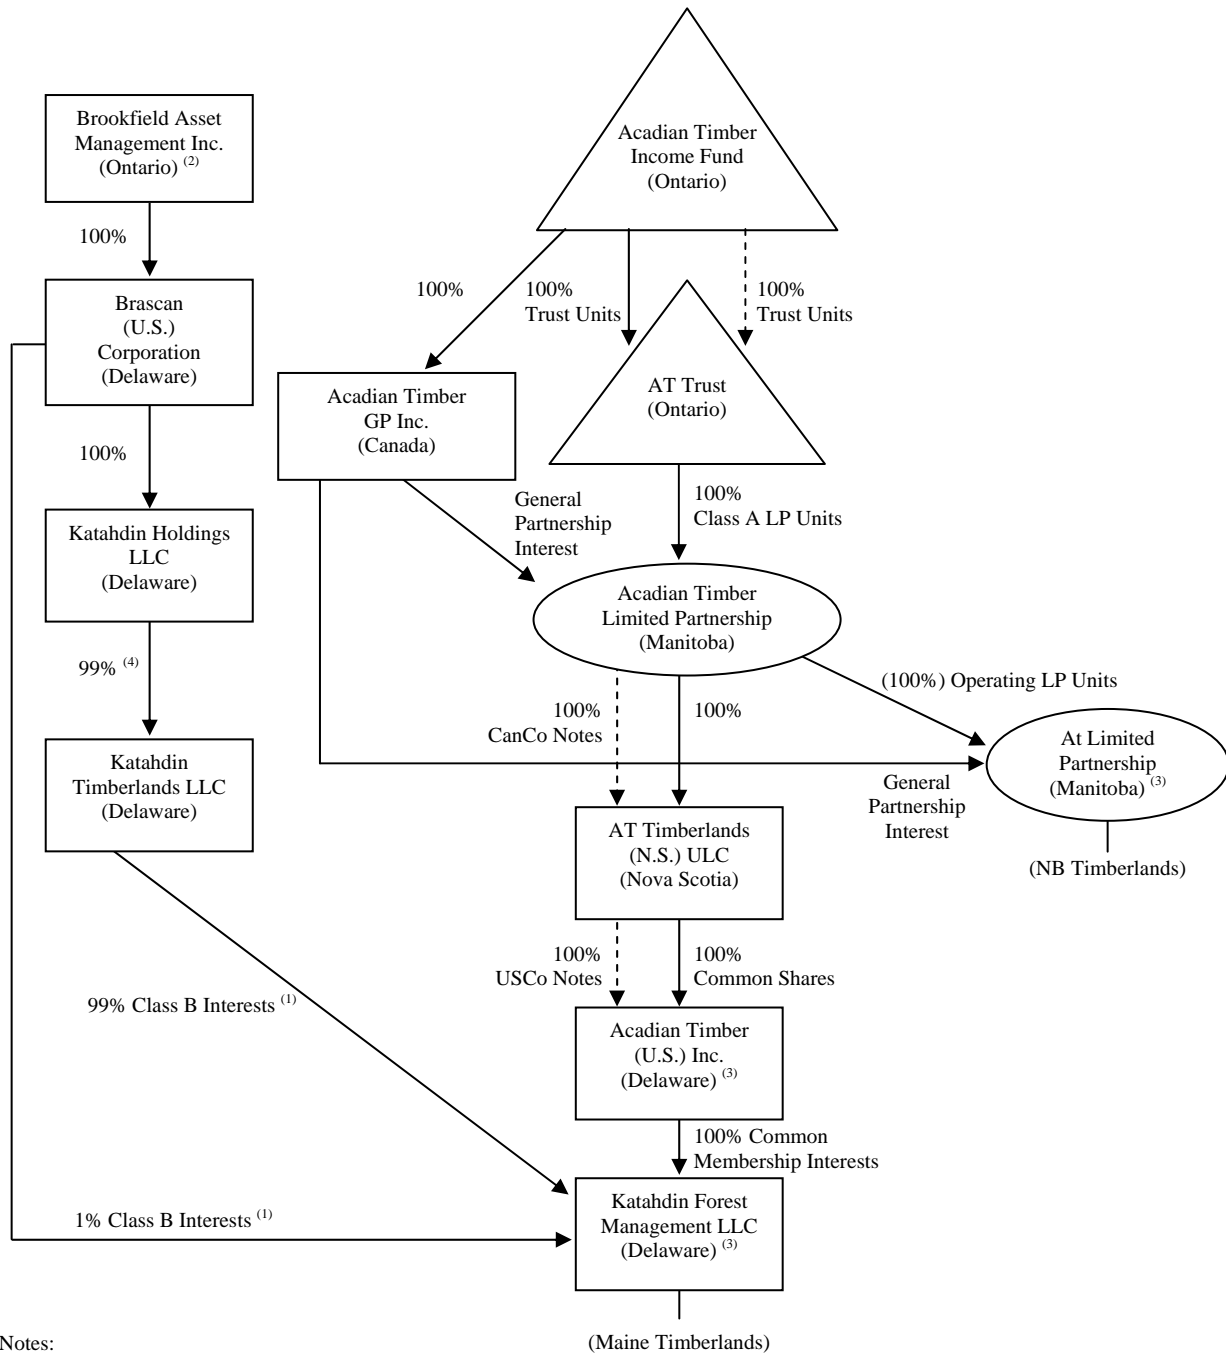 Acadian Timber
Income Fund
(Ontario)
Brookfield Asset
Management Inc.
(Ontario) (2)
100%
100%
100%
Trust Units
100%
Trust Units
Brascan
(U.S.)
Corporation
(Delaware)
Acadian Timber
GP Inc.
(Canada)
AT Trust
(Ontario)
100%
General
Partnership
Interest
100%
Class A LP Units
Katahdin Holdings
LLC
(Delaware)
Acadian Timber
Limited Partnership
(Manitoba)
99% (4)
(100%) Operating LP Units
100%
CanCo Notes
100%
Katahdin
Timberlands LLC
(Delaware)
At Limited
Partnership
(Manitoba) (3)
General
Partnership
Interest
AT Timberlands
(N.S.) ULC
(Nova Scotia)
(NB Timberlands)
100%
USCo Notes
100%
Common Shares
99% Class B Interests (1)
Acadian Timber
(U.S.) Inc.
(Delaware) (3)
100% Common
Membership Interests
1% Class B Interests (1)
Katahdin Forest
Management LLC
(Delaware) (3)
Notes:
(Maine Timberlands)